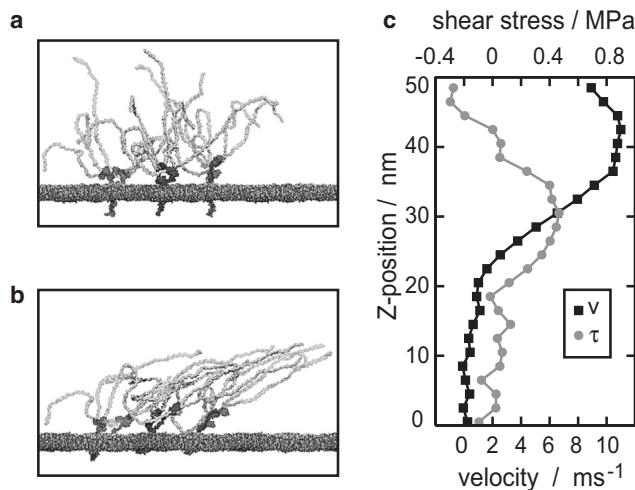 a
b
c
shear stress / MPa
-0.4 0 0.4 0.8
50
40
30
20
10
0
Z-position / nm
v
τ
0 2 4 6 8 10
velocity / ms-1